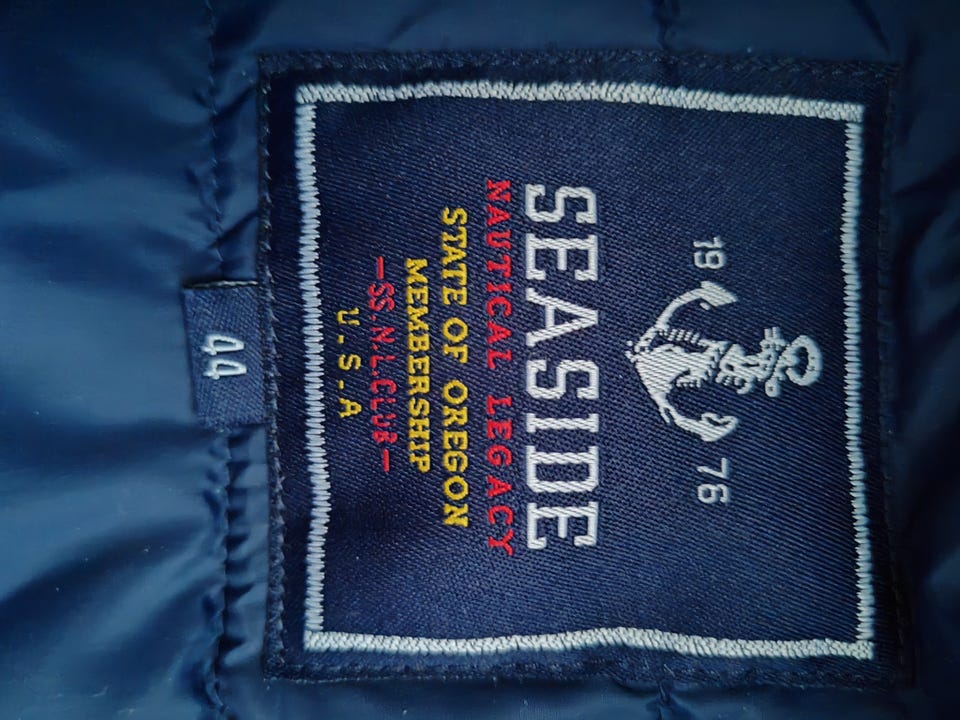 19 76
SEASIDE
NAUTICAL LEGACY
STATE OF OREGON
MEMBERSHIP
-SS.N.L.CLUB-
U.S.A
44